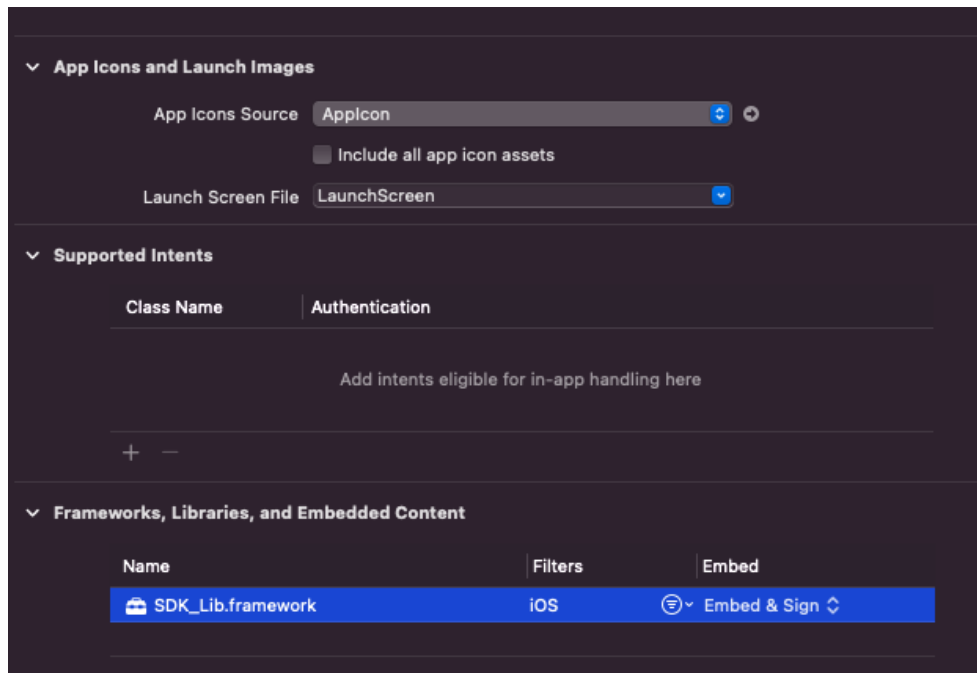 App Icons and Launch Images
App Icons Source AppIcon
Include all app icon assets
Launch Screen File LaunchScreen
Supported Intents
Class Name Authentication
Add intents eligible for in-app handling here
Frameworks, Libraries, and Embedded Content
Name Filters Embed
SDK_Lib.framework iOS Embed & Sign